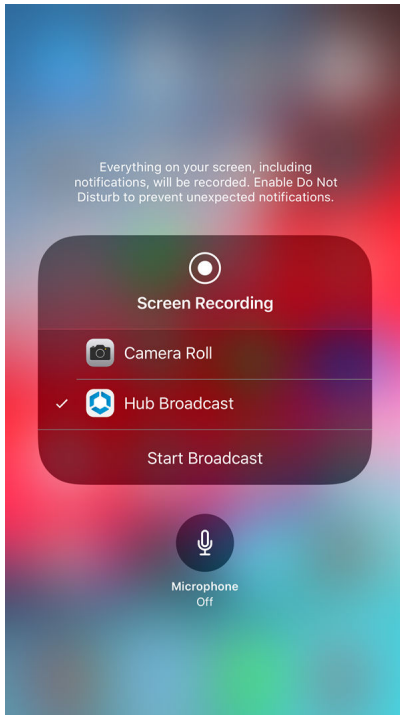 Everything on your screen, including
notifications, will be recorded. Enable Do Not
Disturb to prevent unexpected notifications.
Screen Recording
Camera Roll
Hub Broadcast
Start Broadcast
Microphone
Off